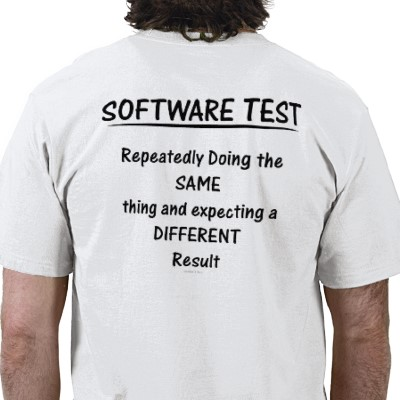 SOFTWARE TEST
Repeatedly Doing the
SAME
thing and expecting a
DIFFERENT
Result